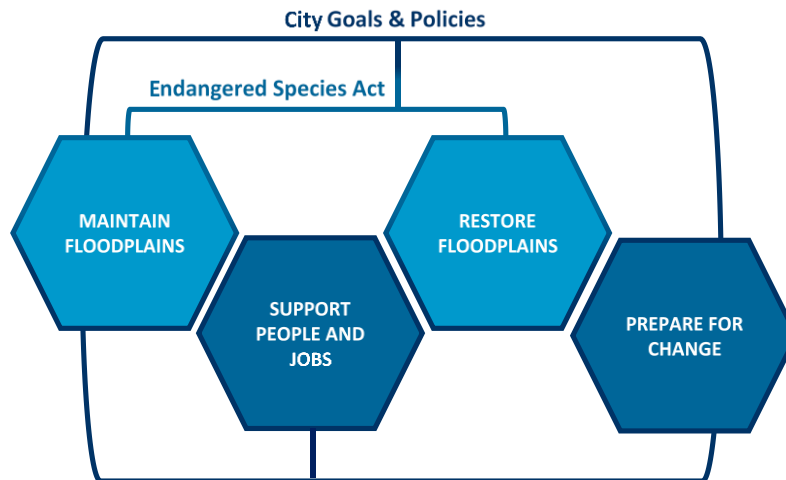 City Goals & Policies
Endangered Species Act
MAINTAIN
FLOODPLAINS
RESTORE
FLOODPLAINS
SUPPORT
PEOPLE AND
JOBS
PREPARE FOR
CHANGE